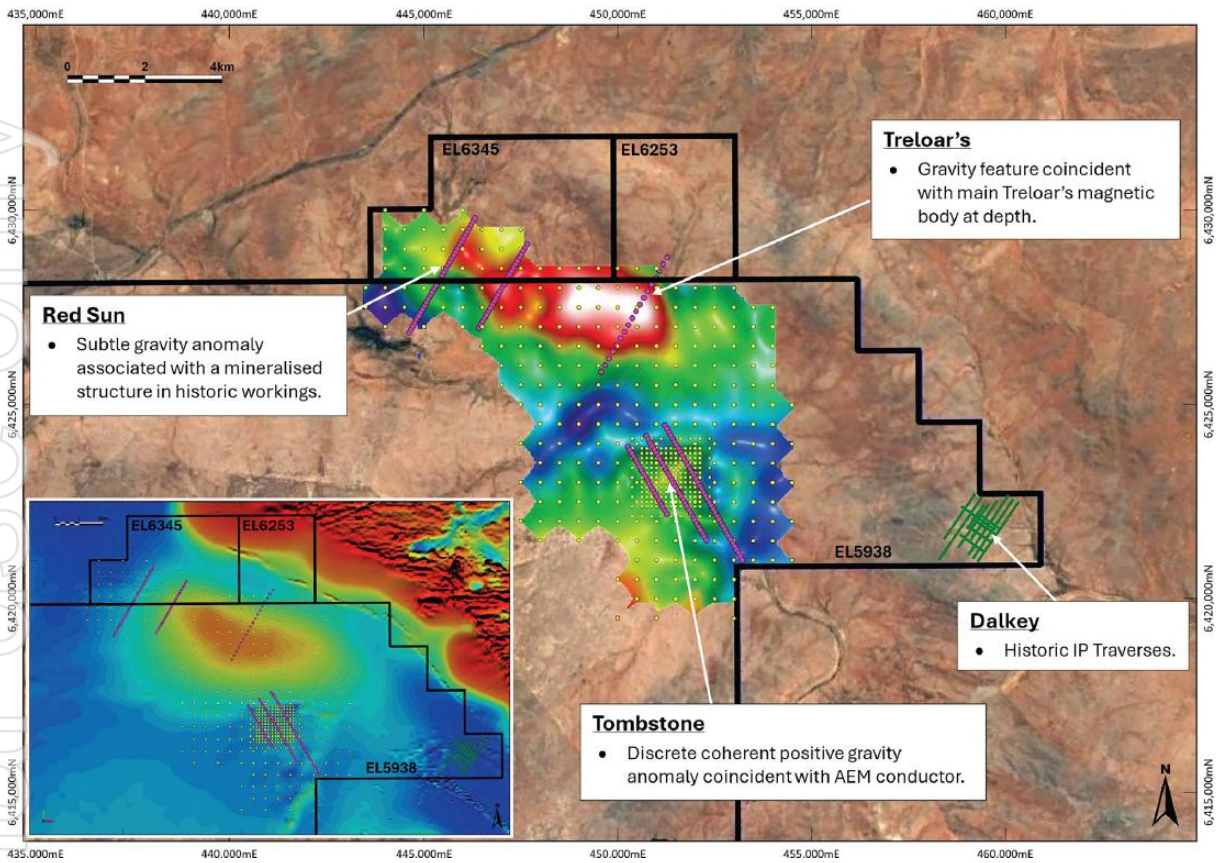 435,000mE
440,000mE
445,000mE
450,000mE
455,000mE
460,000mE
0 2 4km
EL6345
EL6253
Treloar's
• Gravity feature coincident
with main Treloar's magnetic
body at depth.
6,430,000mN
6,430,000mN
Red Sun
• Subtle gravity anomaly
associated with a mineralised
structure in historic workings.
6,425,000mN
6,425,000mN
EL6345
EL6253
EL5938
EL5938
6,420,000mN
6,420,000mN
Dalkey
• Historic IP Traverses.
Tombstone
• Discrete coherent positive gravity
anomaly coincident with AEM conductor.
N
6,415,000mN
6,415,000mN
435,000mE
440,000mE
445,000mE
450,000mE
455,000mE
460,000mE